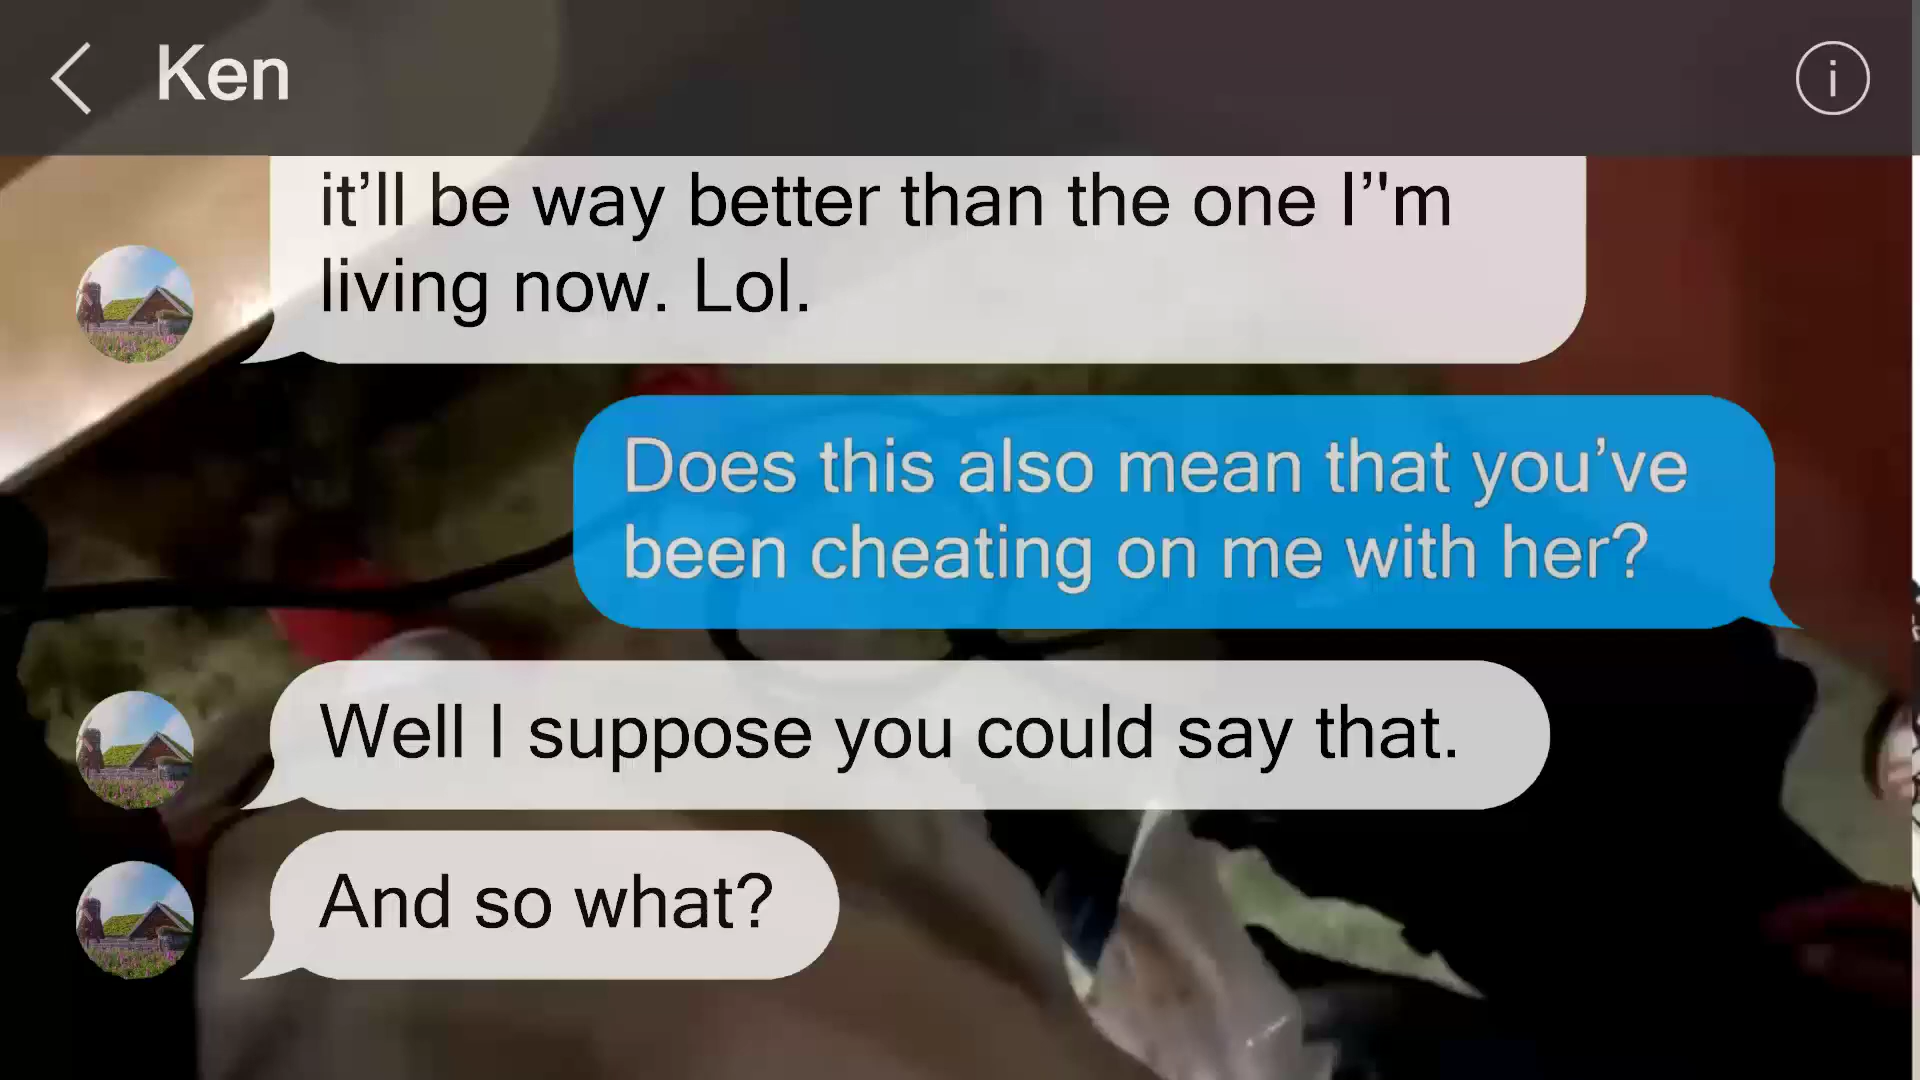 Ken
i
it’ll be way better than the one I’'m
living now. Lol.
Does this also mean that you’ve
been cheating on me with her?
Well I suppose you could say that.
And so what?